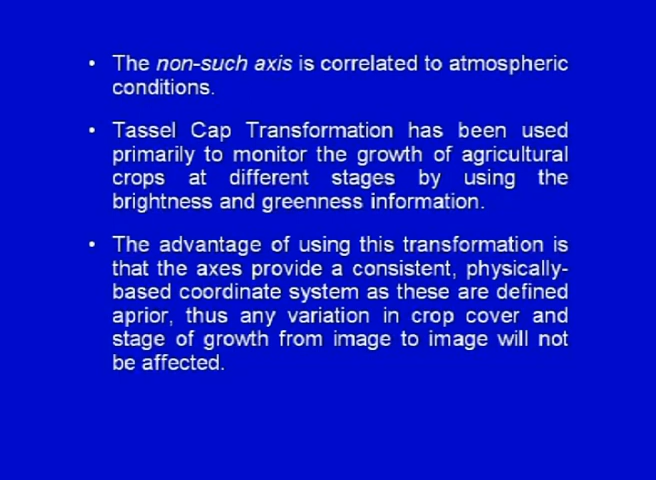 • The non-such axis is correlated to atmospheric
conditions.
• Tassel Cap Transformation has been used
primarily to monitor the growth of agricultural
crops at different stages by using the
brightness and greenness information.
• The advantage of using this transformation is
that the axes provide a consistent, physically-
based coordinate system as these are defined
aprior, thus any variation in crop cover and
stage of growth from image to image will not
be affected.